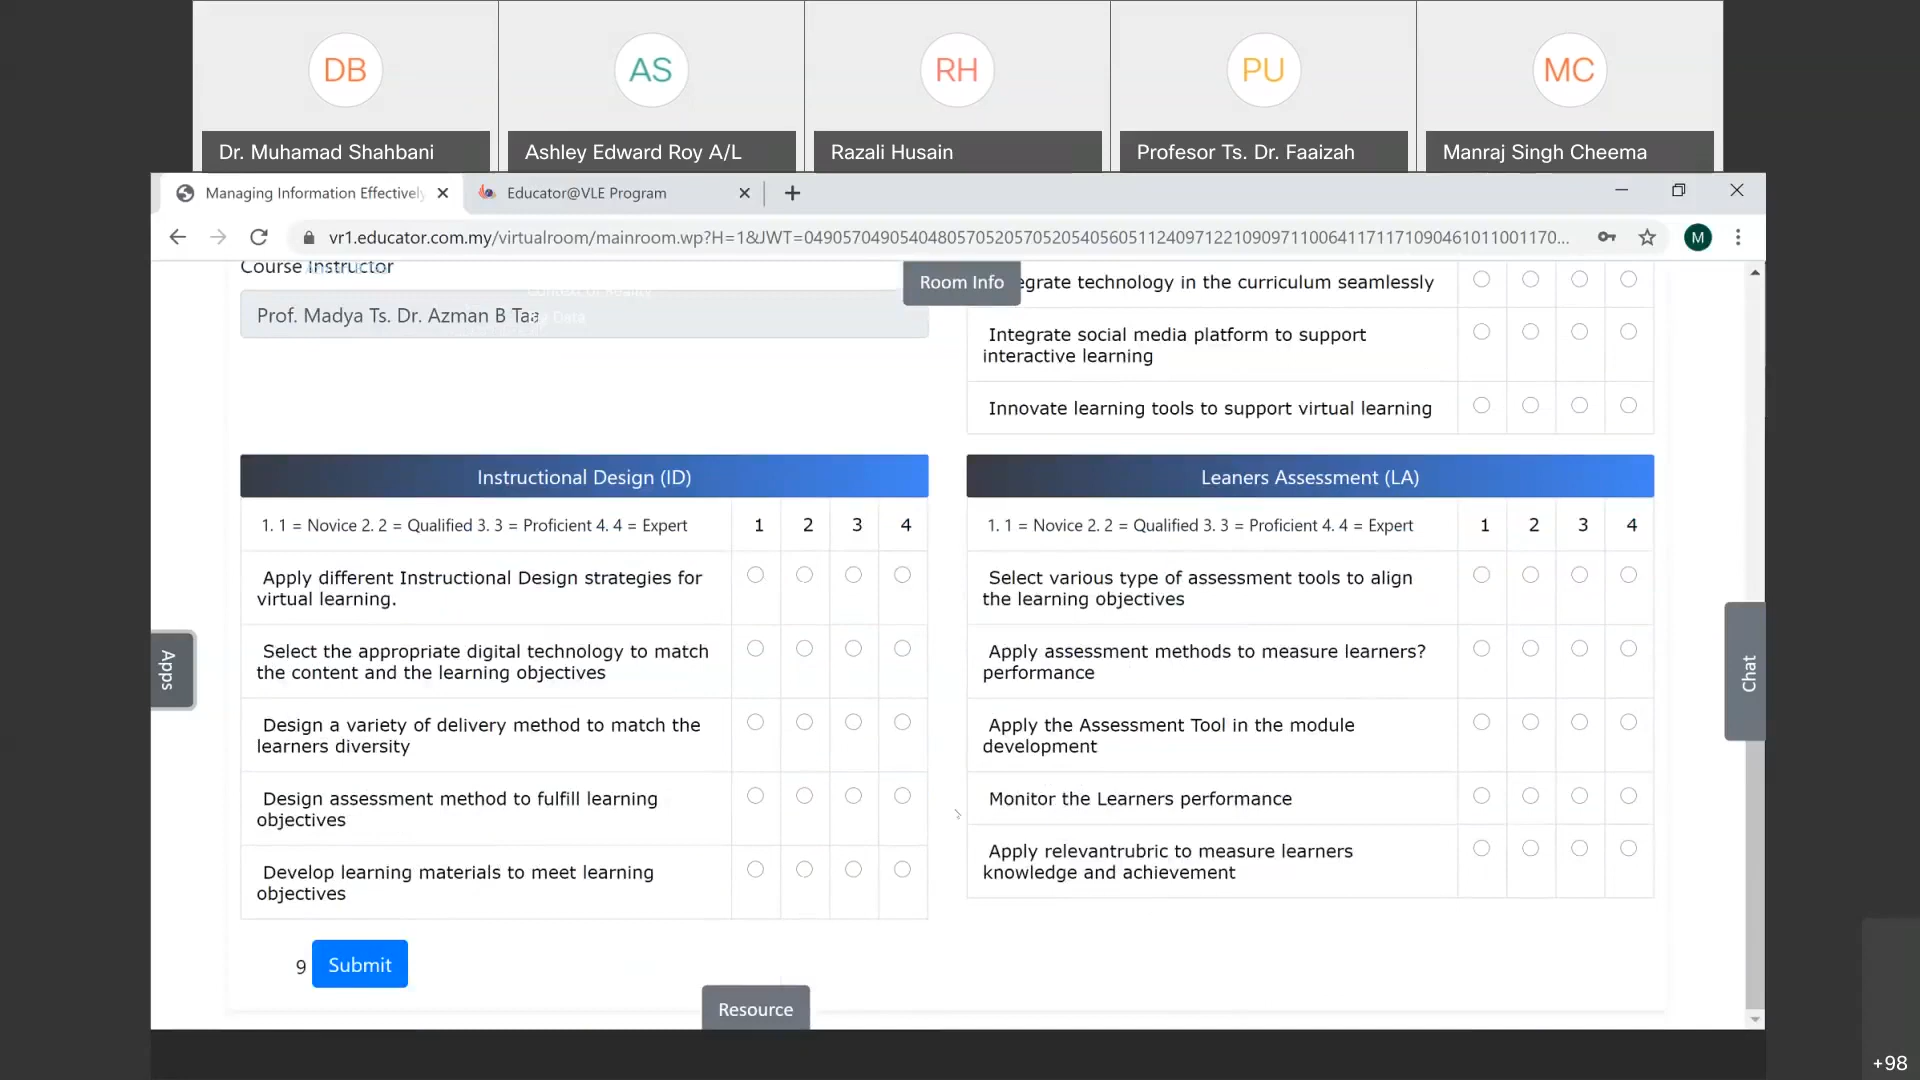 DB
AS
RH
PU
MC
Dr. Muhamad Shahbani
Ashley Edward Roy A/L
Razali Husain
Profesor Ts. Dr. Faaizah
Manraj Singh Cheema
Managing Information Effectively
Educator@VLE Program
vr1.educator.com.my/virtualroom/mainroom.wp?H=1&JWT=049057049054048057052057052054056051124097122109097110064117117109046101100117​0...
M
Course Instructor
Room Info
egrate technology in the curriculum seamlessly
Prof. Madya Ts. Dr. Azman B Taa
Data
Integrate social media platform to support
interactive learning
Innovate learning tools to support virtual learning
Instructional Design (ID)
1. 1 = Novice 2. 2 = Qualified 3. 3 = Proficient 4. 4 = Expert 1 2 3 4
Apply different Instructional Design strategies for
virtual learning.
Select the appropriate digital technology to match
the content and the learning objectives
Design a variety of delivery method to match the
learners diversity
Design assessment method to fulfill learning
objectives
Develop learning materials to meet learning
objectives
Leaners Assessment (LA)
1. 1 = Novice 2. 2 = Qualified 3. 3 = Proficient 4. 4 = Expert 1 2 3 4
Select various type of assessment tools to align
the learning objectives
Apply assessment methods to measure learners?
performance
Apply the Assessment Tool in the module
development
Monitor the Learners performance
Apply relevantrubric to measure learners
knowledge and achievement
Apps
Chat
9 Submit
Resource
+98